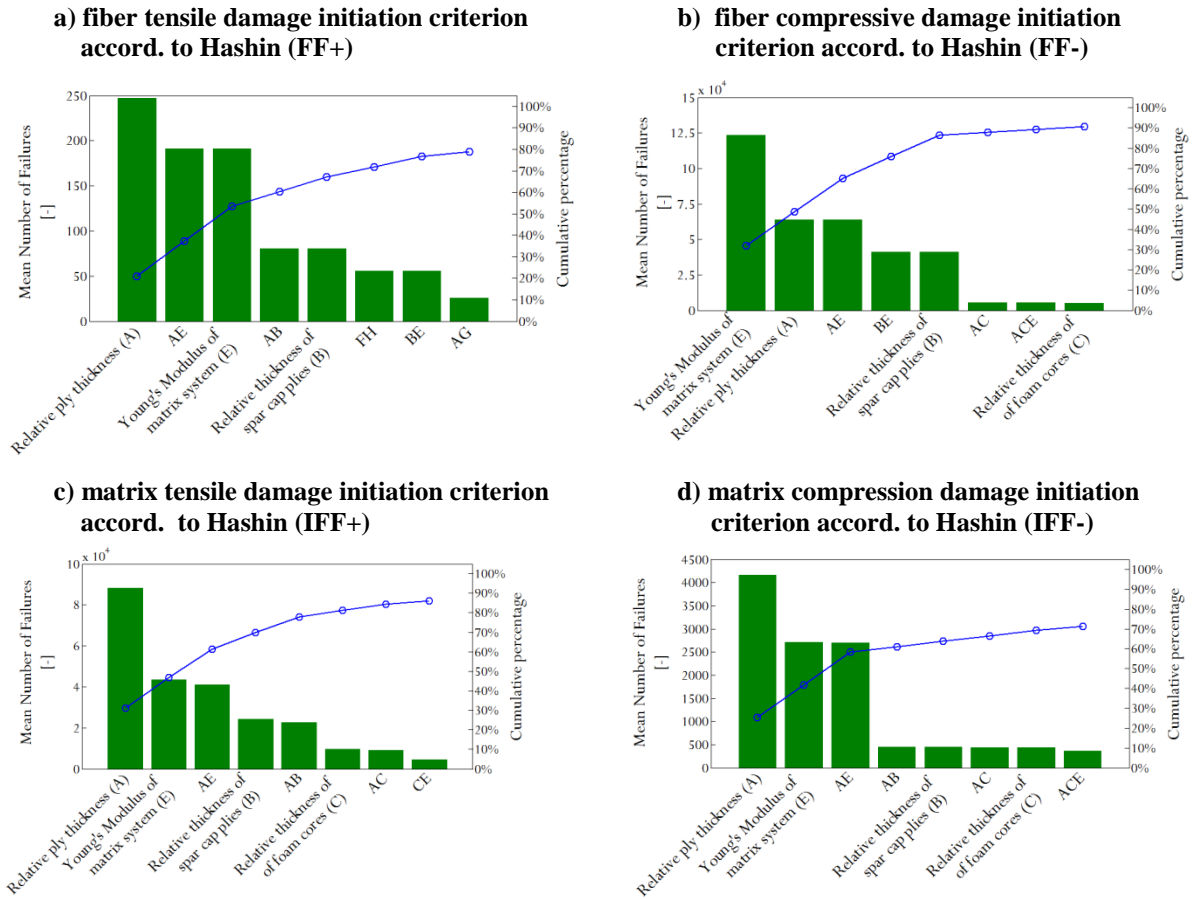 a) fiber tensile damage initiation criterion
accord. to Hashin (FF+)
250
200
150
100
50
0
Mean Number of Failures
[-]
100%
90%
80%
70%
60%
50%
40%
30%
20%
10%
0%
Cumulative percentage
Relative ply thickness (A)
AE
Young's Modulus of
matrix system (E)
AB
Relative thickness of
spar cap plies (B)
FH
BE
AG
b) fiber compressive damage initiation
criterion accord. to Hashin (FF-)
x 10⁴
15
12.5
10
7.5
5
2.5
0
Mean Number of Failures
[-]
100%
90%
80%
70%
60%
50%
40%
30%
20%
10%
0%
Cumulative percentage
Young's Modulus of
matrix system (E)
Relative ply thickness (A)
AE
BE
Relative thickness of
spar cap plies (B)
AC
ACE
Relative thickness
of foam cores (C)
c) matrix tensile damage initiation criterion
accord. to Hashin (IFF+)
x 10⁴
10
8
6
4
2
0
Mean Number of Failures
[-]
100%
90%
80%
70%
60%
50%
40%
30%
20%
10%
0%
Cumulative percentage
Relative ply thickness (A)
Young's Modulus of
matrix system (E)
AE
Relative thickness of
spar cap plies (B)
AB
Relative thickness of
of foam cores (C)
AC
CE
d) matrix compression damage initiation
criterion accord. to Hashin (IFF-)
4500
4000
3500
3000
2500
2000
1500
1000
500
0
Mean Number of Failures
[-]
100%
90%
80%
70%
60%
50%
40%
30%
20%
10%
0%
Cumulative percentage
Relative ply thickness (A)
Young's Modulus of
matrix system (E)
AE
AB
Relative thickness of
spar cap plies (B)
AC
Relative thickness of
of foam cores (C)
ACE